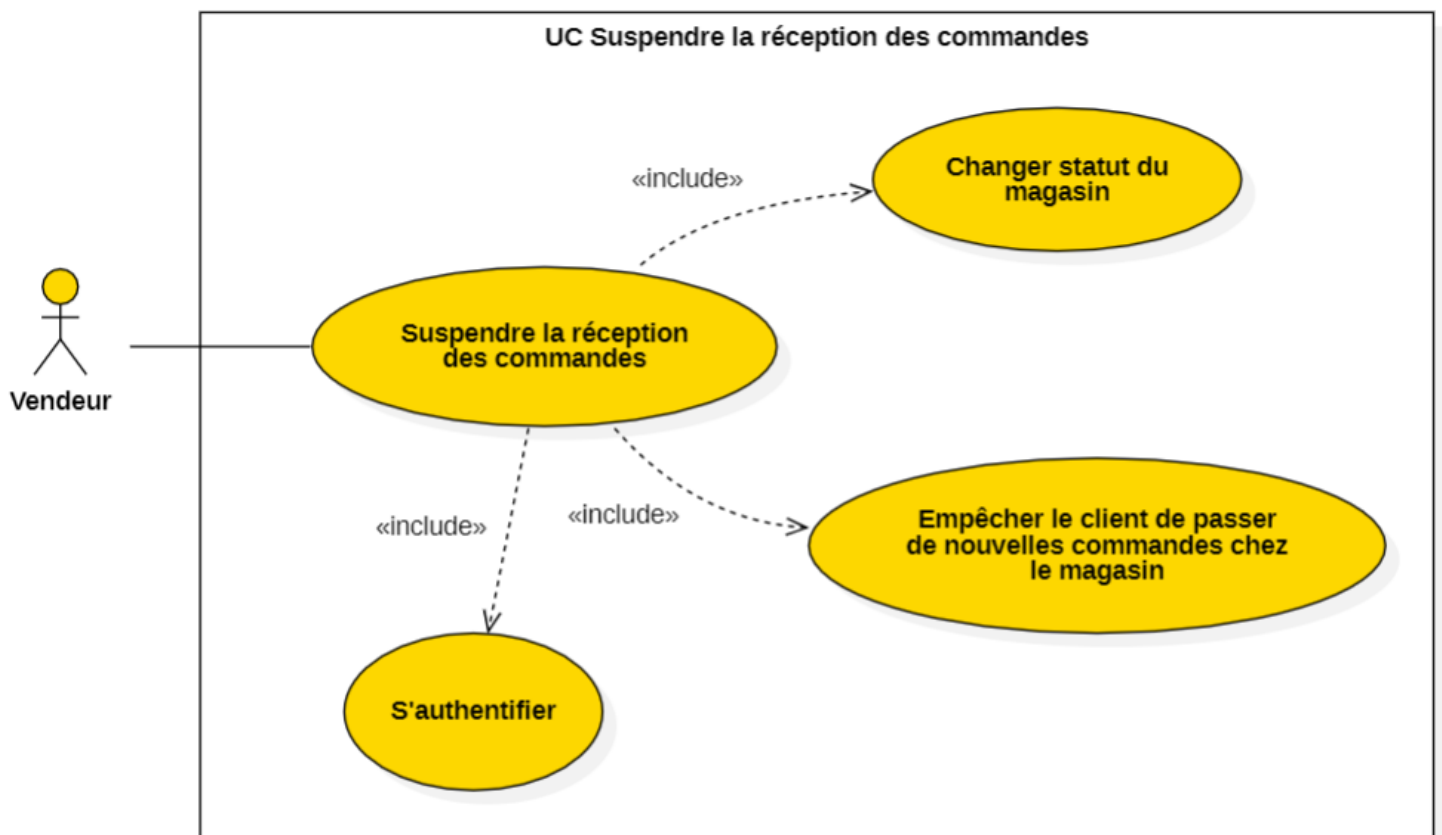 UC Suspendre la réception des commandes
«include»
Changer statut du
magasin
Suspendre la réception
des commandes
Vendeur
«include»
«include»
Empêcher le client de passer
de nouvelles commandes chez
le magasin
S'authentifier